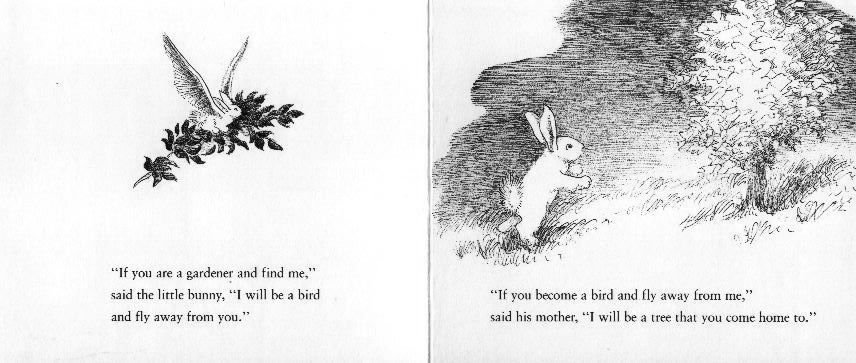 “If you are a gardener and find me,”
said the little bunny, “I will be a bird
and fly away from you.”
“If you become a bird and fly away from me,”
said his mother, “I will be a tree that you come home to.”